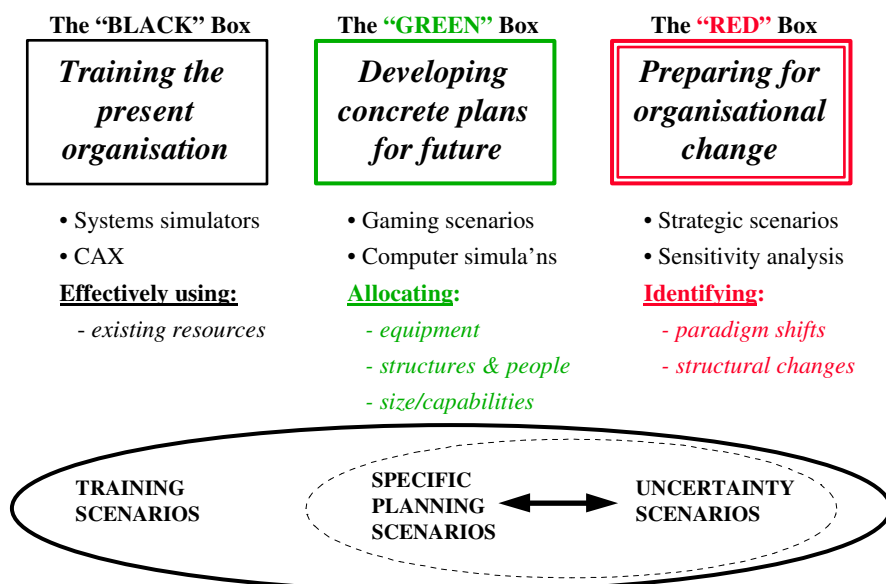 The “BLACK” Box
Training the
present
organisation
• Systems simulators
• CAX
Effectively using:
- existing resources
The “GREEN” Box
Developing
concrete plans
for future
• Gaming scenarios
• Computer simula’ns
Allocating:
- equipment
- structures & people
- size/capabilities
The “RED” Box
Preparing for
organisational
change
• Strategic scenarios
• Sensitivity analysis
Identifying:
- paradigm shifts
- structural changes
TRAINING
SCENARIOS
SPECIFIC
PLANNING
SCENARIOS
UNCERTAINTY
SCENARIOS